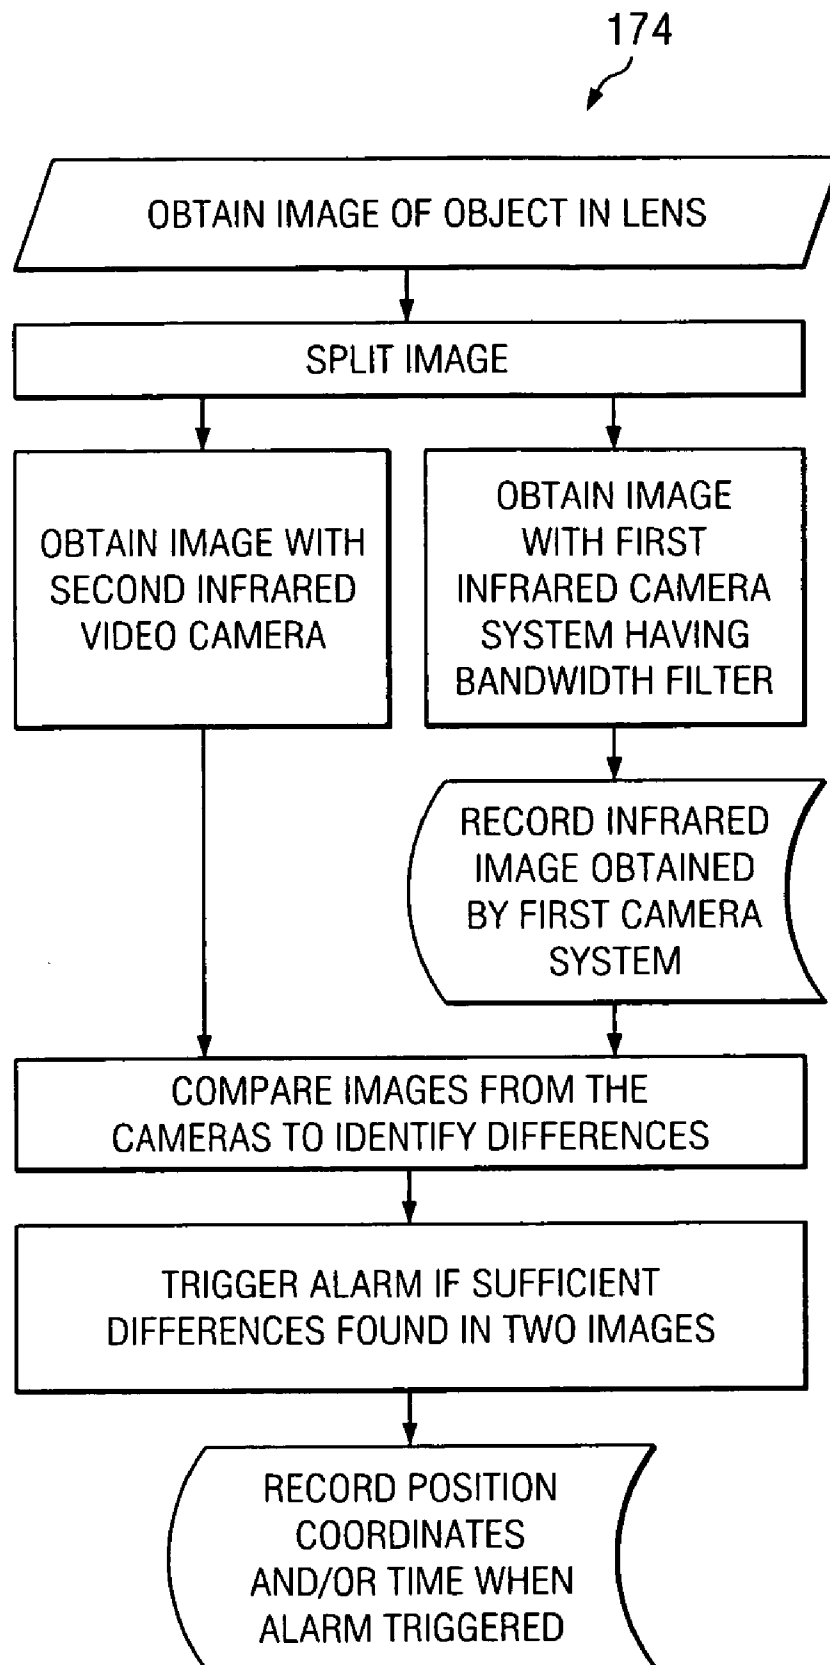 174
OBTAIN IMAGE OF OBJECT IN LENS
SPLIT IMAGE
OBTAIN IMAGE WITH
SECOND INFRARED
VIDEO CAMERA
OBTAIN IMAGE
WITH FIRST
INFRARED CAMERA
SYSTEM HAVING
BANDWIDTH FILTER
RECORD INFRARED
IMAGE OBTAINED
BY FIRST CAMERA
SYSTEM
COMPARE IMAGES FROM THE
CAMERAS TO IDENTIFY DIFFERENCES
TRIGGER ALARM IF SUFFICIENT
DIFFERENCES FOUND IN TWO IMAGES
RECORD POSITION
COORDINATES
AND/OR TIME WHEN
ALARM TRIGGERED